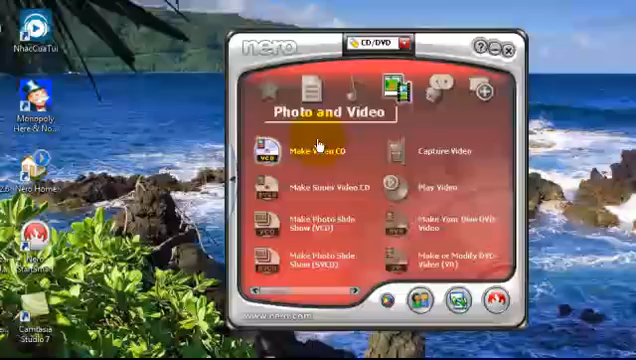 NhacCuaTui
Monopoly
Here & No...
Nero Home
Nero
StartSmart
Camtasia
Studio 7
nero
CD/DVD
Photo and Video
Make Video CD
Capture Video
Make Super Video CD
Play Video
Make Photo Slide
Show (VCD)
Make Your Own DVD-
Video
Make Photo Slide
Show (SVCD)
Make or Modify DVD-
Video (VR)
www.nero.com